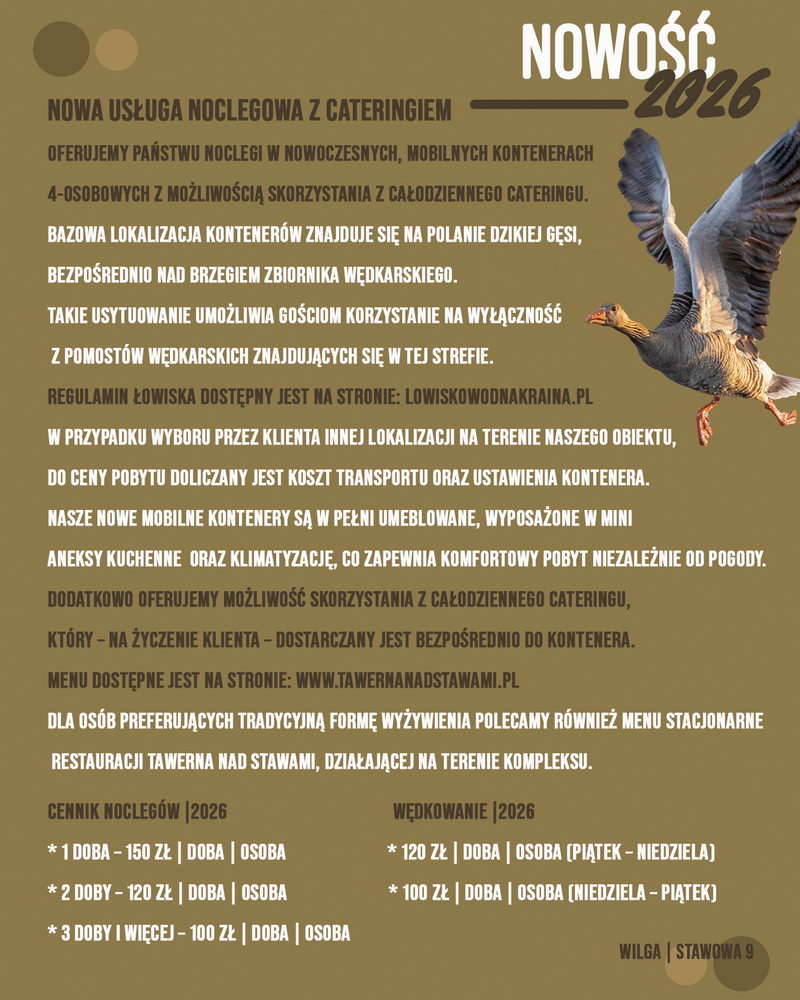 NOWOŚĆ
2026
NOWA USŁUGA NOCLEGOWA Z CATERINGIEM
OFERUJEMY PAŃSTWU NOCLEGI W NOWOCZESNYCH, MOBILNYCH KONTENERACH
4-OSOBOWYCH Z MOŻLIWOŚCIĄ SKORZYSTANIA Z CAŁODZIENNEGO CATERINGU.
BAZOWA LOKALIZACJA KONTENERÓW ZNAJDUJE SIĘ NA POLANIE DZIKIEJ GĘSI,
BEZPOŚREDNIO NAD BRZEGIEM ZBIORNIKA WĘDKARSKIEGO.
TAKIE USYTUOWANIE UMOŻLIWIA GOŚCIOM KORZYSTANIE NA WYŁĄCZNOŚĆ
Z POMOSTÓW WĘDKARSKICH ZNAJDUJĄCYCH SIĘ W TEJ STREFIE.
REGULAMIN ŁOWISKA DOSTĘPNY JEST NA STRONIE: LOWISKOWODNAKRAINA.PL
W PRZYPADKU WYBORU PRZEZ KLIENTA INNEJ LOKALIZACJI NA TERENIE NASZEGO OBIEKTU,
DO CENY POBYTU DOLICZANY JEST KOSZT TRANSPORTU ORAZ USTAWIENIA KONTENERA.
NASZE NOWE MOBILNE KONTENERY SĄ W PEŁNI UMEBLOWANE, WYPOSAŻONE W MINI
ANEKSY KUCHENNE ORAZ KLIMATYZACJĘ, CO ZAPEWNIA KOMFORTOWY POBYT NIEZALEŻNIE OD POGODY.
DODATKOWO OFERUJEMY MOŻLIWOŚĆ SKORZYSTANIA Z CAŁODZIENNEGO CATERINGU,
KTÓRY – NA ŻYCZENIE KLIENTA – DOSTARCZANY JEST BEZPOŚREDNIO DO KONTENERA.
MENU DOSTĘPNE JEST NA STRONIE: WWW.TAWERNANADSTAWAMI.PL
DLA OSÓB PREFERUJĄCYCH TRADYCYJNĄ FORMĘ WYŻYWIENIA POLECAMY RÓWNIEŻ MENU STACJONARNE
RESTAURACJI TAWERNA NAD STAWAMI, DZIAŁAJĄCEJ NA TERENIE KOMPLEKSU.
CENNIK NOCLEGÓW |2026
* 1 DOBA – 150 ZŁ | DOBA | OSOBA
* 2 DOBY – 120 ZŁ | DOBA | OSOBA
* 3 DOBY I WIĘCEJ – 100 ZŁ | DOBA | OSOBA
WĘDKOWANIE |2026
* 120 ZŁ | DOBA | OSOBA (PIĄTEK – NIEDZIELA)
* 100 ZŁ | DOBA | OSOBA (NIEDZIELA – PIĄTEK)
WILGA | STAWOWA 9